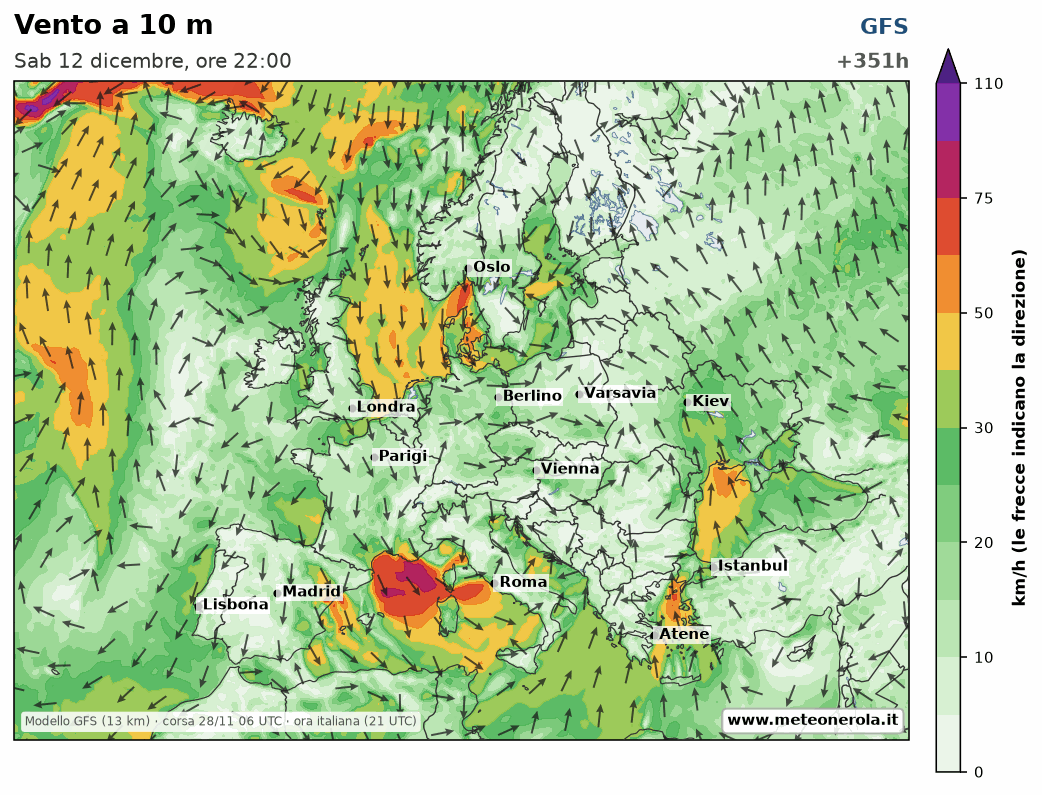 Vento a 10 m
GFS
Sab 12 dicembre, ore 22:00
+351h
110
75
50
30
20
10
0
km/h (le frecce indicano la direzione)
Oslo
Londra
Berlino
Varsavia
Kiev
Parigi
Vienna
Istanbul
Roma
Madrid
Lisbona
Atene
Modello GFS (13 km) · corsa 28/11 06 UTC · ora italiana (21 UTC)
www.meteonerola.it